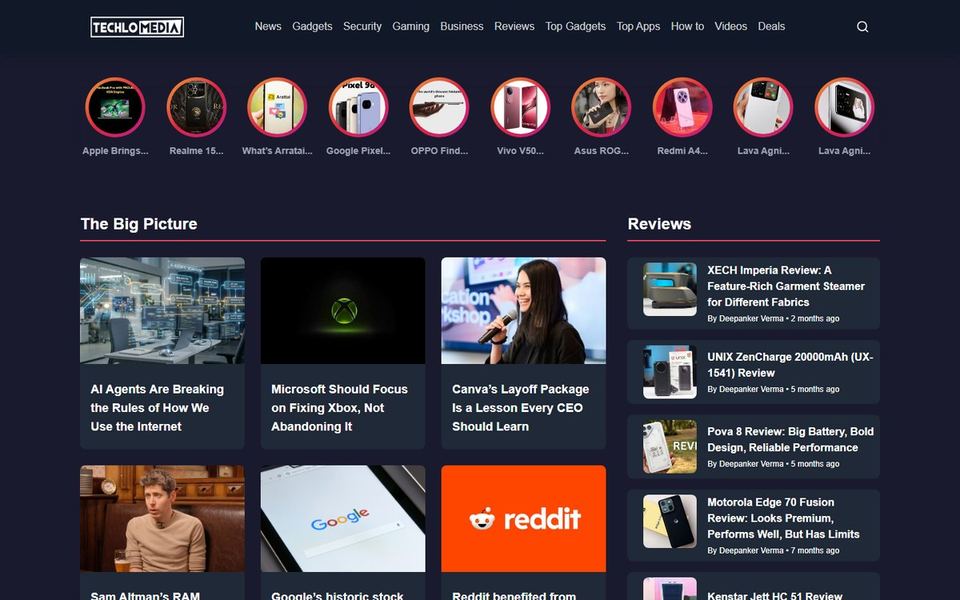 TECHLOMEDIA
News Gadgets Security Gaming Business Reviews Top Gadgets Top Apps How to Videos Deals
Apple Brings... Realme 15... What's Arratai... Google Pixel... OPPO Find... Vivo V50... Asus ROG... Redmi A4... Lava Agni... Lava Agni...
The Big Picture
AI Agents Are Breaking
the Rules of How We
Use the Internet
Microsoft Should Focus
on Fixing Xbox, Not
Abandoning It
Canva's Layoff Package
Is a Lesson Every CEO
Should Learn
Google
reddit
Sam Altman's RAM
Google's historic stock
Reddit benefited from
Reviews
XECH Imperia Review: A
Feature-Rich Garment Steamer
for Different Fabrics
By Deepanker Verma • 2 months ago
UNIX ZenCharge 20000mAh (UX-
1541) Review
By Deepanker Verma • 5 months ago
Pova 8 Review: Big Battery, Bold
Design, Reliable Performance
By Deepanker Verma • 5 months ago
Motorola Edge 70 Fusion
Review: Looks Premium,
Performs Well, But Has Limits
By Deepanker Verma • 7 months ago
Kenstar Jett HC 51 Review